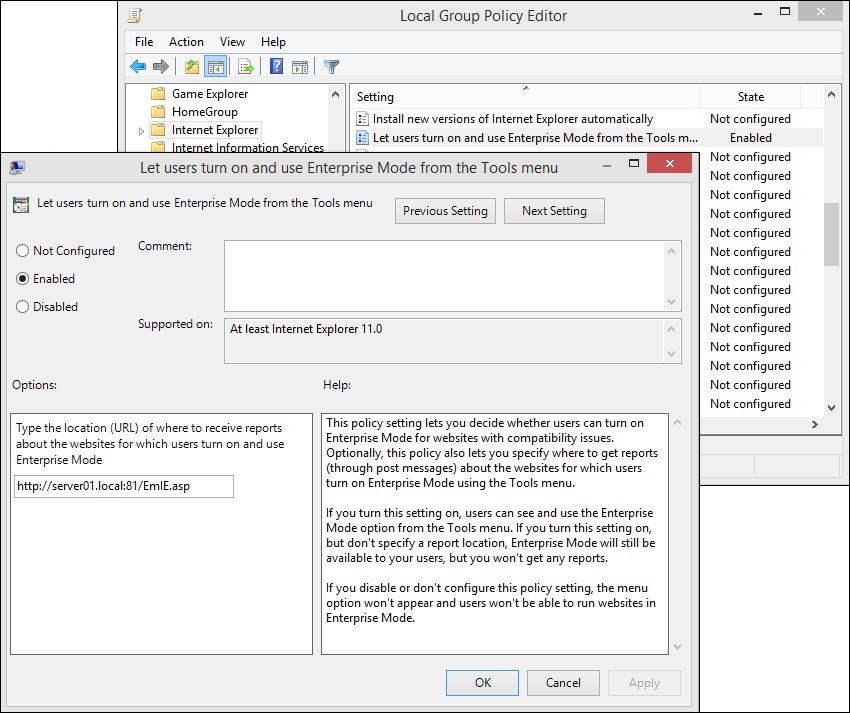 Local Group Policy Editor
File Action View Help
Game Explorer
HomeGroup
Internet Explorer
Internet Information Services
Setting State
Install new versions of Internet Explorer automatically Not configured
Let users turn on and use Enterprise Mode from the Tools m... Enabled
Not configured
Not configured
Not configured
Not configured
Not configured
Not configured
Not configured
Not configured
Not configured
Not configured
Not configured
Not configured
Not configured
Not configured
Let users turn on and use Enterprise Mode from the Tools menu
Let users turn on and use Enterprise Mode from the Tools menu
Previous Setting Next Setting
Not Configured
Enabled
Disabled
Comment:
Supported on:
At least Internet Explorer 11.0
Options:
Help:
Type the location (URL) of where to receive reports
about the websites for which users turn on and use
Enterprise Mode
http://server01.local:81/EmIE.asp
This policy setting lets you decide whether users can turn on
Enterprise Mode for websites with compatibility issues.
Optionally, this policy also lets you specify where to get reports
(through post messages) about the websites for which users
turn on Enterprise Mode using the Tools menu.
If you turn this setting on, users can see and use the Enterprise
Mode option from the Tools menu. If you turn this setting on,
but don't specify a report location, Enterprise Mode will still be
available to your users, but you won't get any reports.
If you disable or don't configure this policy setting, the menu
option won't appear and users won't be able to run websites in
Enterprise Mode.
OK Cancel Apply